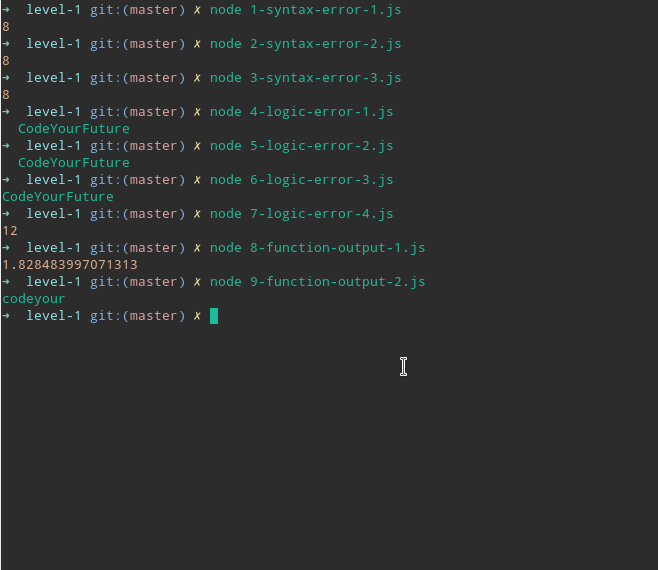 ➜  level-1 git:(master) ✗ node 1-syntax-error-1.js
8
➜  level-1 git:(master) ✗ node 2-syntax-error-2.js
8
➜  level-1 git:(master) ✗ node 3-syntax-error-3.js
8
➜  level-1 git:(master) ✗ node 4-logic-error-1.js
  CodeYourFuture
➜  level-1 git:(master) ✗ node 5-logic-error-2.js
  CodeYourFuture
➜  level-1 git:(master) ✗ node 6-logic-error-3.js
CodeYourFuture
➜  level-1 git:(master) ✗ node 7-logic-error-4.js
12
➜  level-1 git:(master) ✗ node 8-function-output-1.js
1.828483997071313
➜  level-1 git:(master) ✗ node 9-function-output-2.js
codeyour
➜  level-1 git:(master) ✗